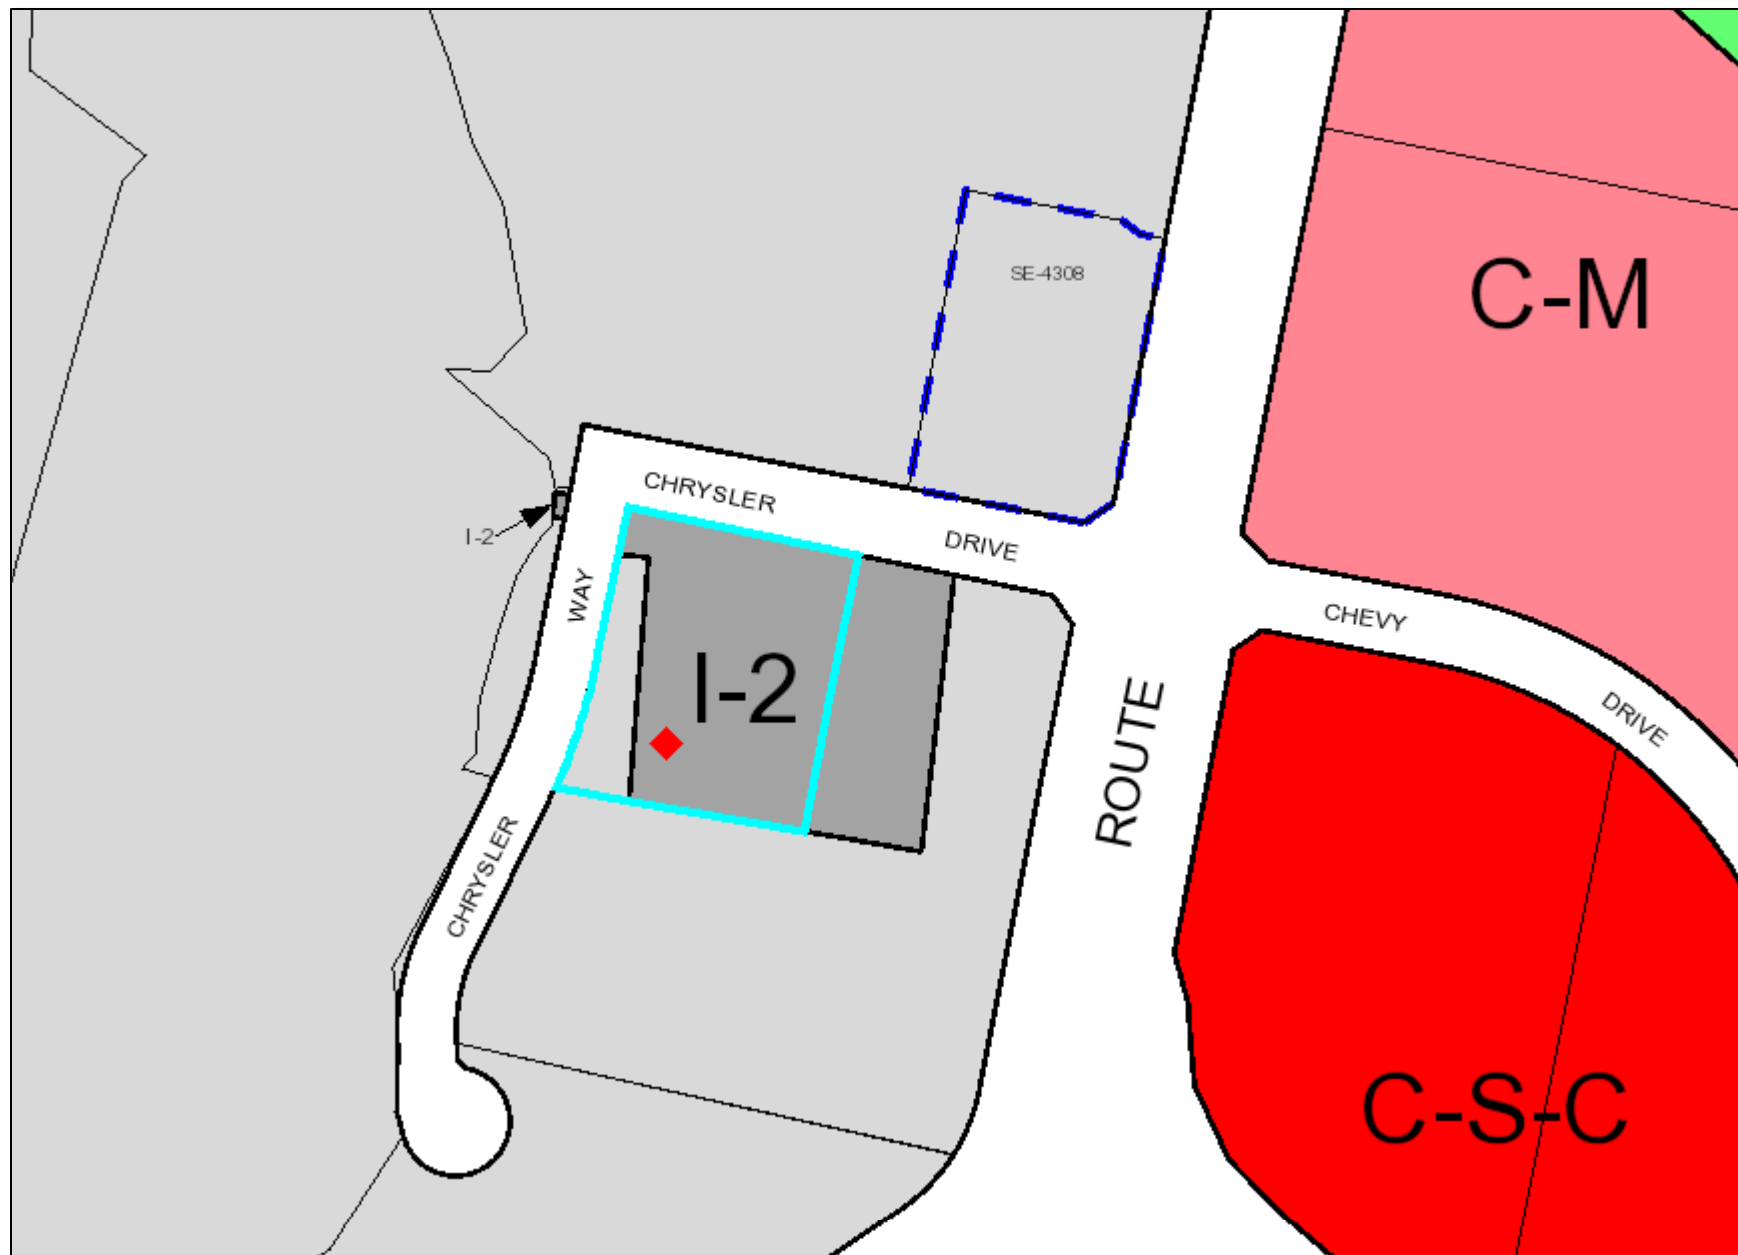 C-M
SE-4308
CHRYSLER
DRIVE
I-2
WAY
CHEVY
DRIVE
I-2
ROUTE
CHRYSLER
C-S-C